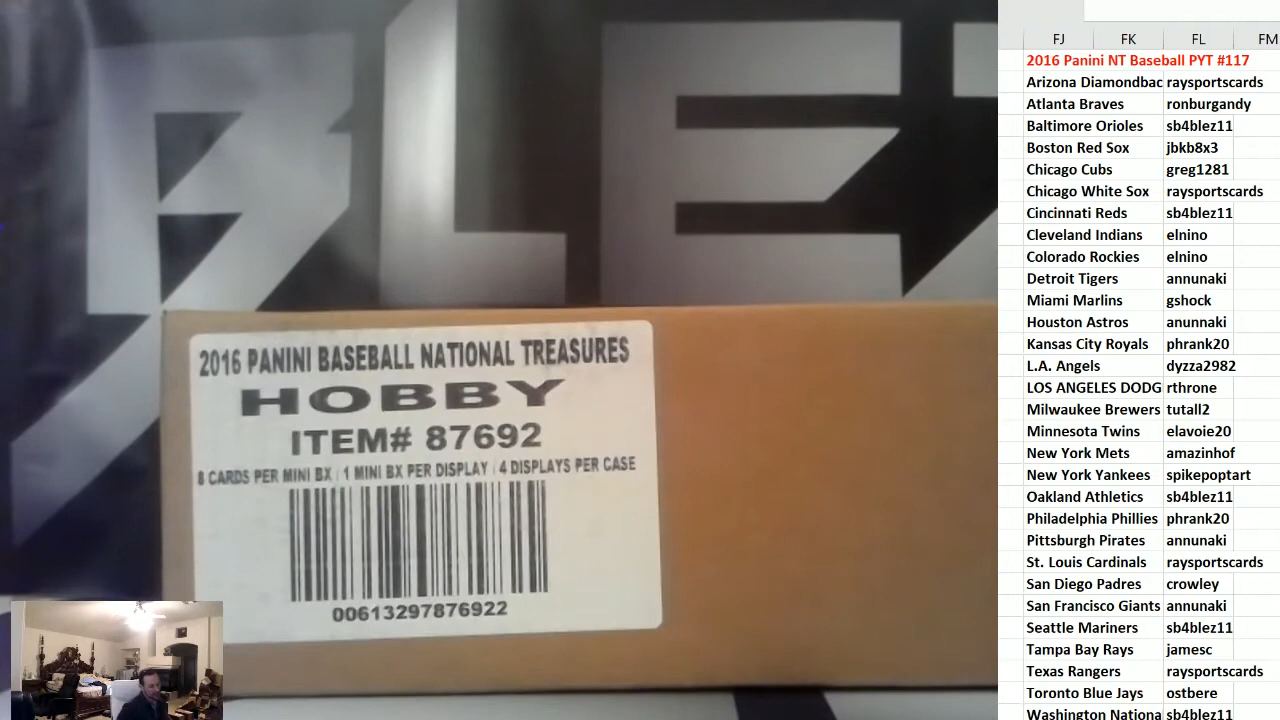 BLEZ
2016 PANINI BASEBALL NATIONAL TREASURES
HOBBY
ITEM# 87692
8 CARDS PER MINI BX / 1 MINI BX PER DISPLAY / 4 DISPLAYS PER CASE
00613297876922
FJ FK FL FM
2016 Panini NT Baseball PYT #117
Arizona Diamondbac raysportscards
Atlanta Braves ronburgandy
Baltimore Orioles sb4blez11
Boston Red Sox jbkb8x3
Chicago Cubs greg1281
Chicago White Sox raysportscards
Cincinnati Reds sb4blez11
Cleveland Indians elnino
Colorado Rockies elnino
Detroit Tigers annunaki
Miami Marlins gshock
Houston Astros anunnaki
Kansas City Royals phrank20
L.A. Angels dyzza2982
LOS ANGELES DODG rthrone
Milwaukee Brewers tutall2
Minnesota Twins elavoie20
New York Mets amazinhof
New York Yankees spikepoptart
Oakland Athletics sb4blez11
Philadelphia Phillies phrank20
Pittsburgh Pirates annunaki
St. Louis Cardinals raysportscards
San Diego Padres crowley
San Francisco Giants annunaki
Seattle Mariners sb4blez11
Tampa Bay Rays jamesc
Texas Rangers raysportscards
Toronto Blue Jays ostbere
Washington Nationa sb4blez11